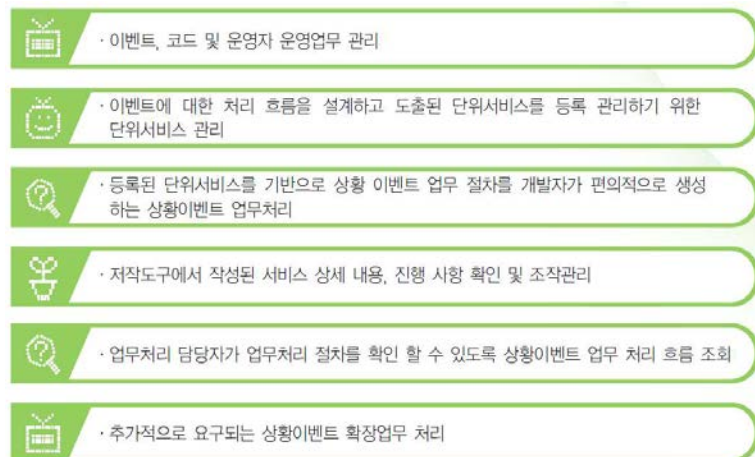 · 이벤트, 코드 및 운영자 운영업무 관리
· 이벤트에 대한 처리 흐름을 설계하고 도출된 단위서비스를 등록 관리하기 위한
단위서비스 관리
· 등록된 단위서비스를 기반으로 상황 이벤트 업무 절차를 개발자가 편의적으로 생성
하는 상황이벤트 업무처리
· 저작도구에서 작성된 서비스 상세 내용, 진행 사항 확인 및 조작관리
· 업무처리 담당자가 업무처리 절차를 확인 할 수 있도록 상황이벤트 업무 처리 흐름 조회
· 추가적으로 요구되는 상황이벤트 확장업무 처리